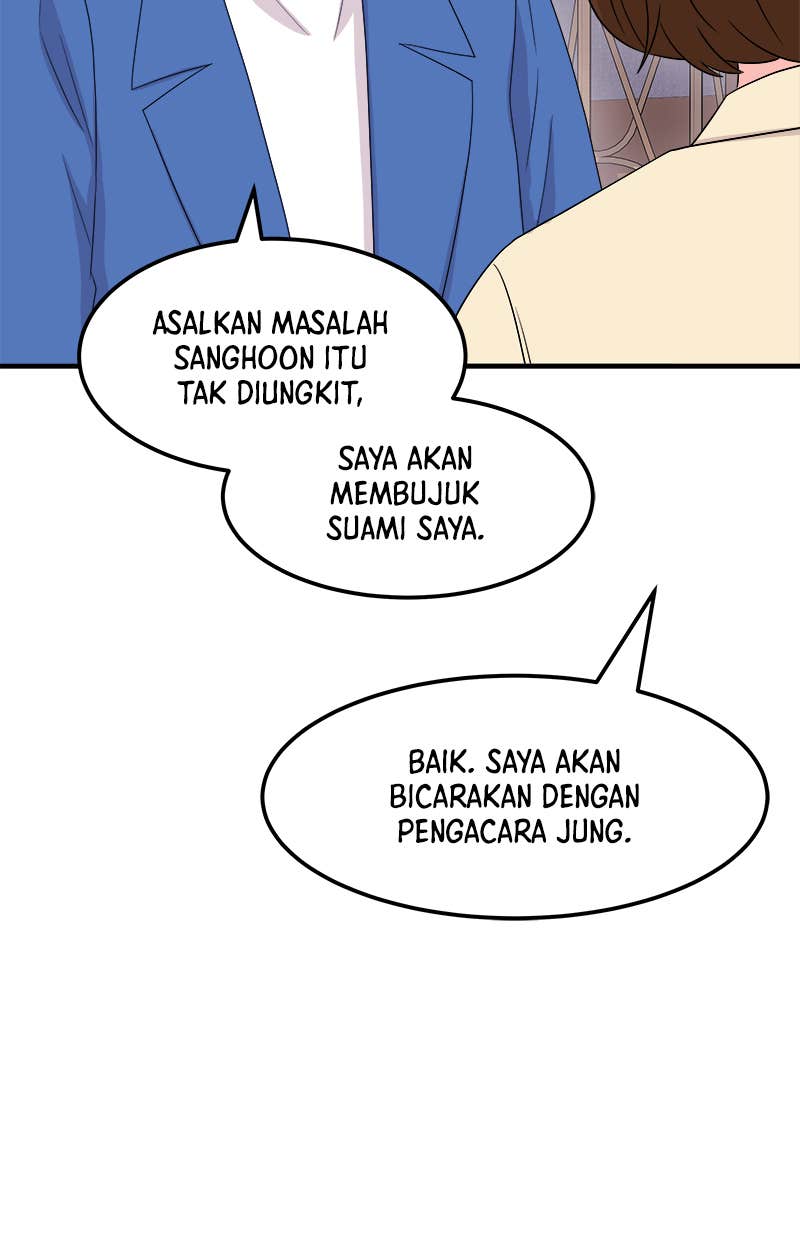 ASALKAN MASALAH
SANGHOON ITU
TAK DIUNGKIT,
SAYA AKAN
MEMBUJUK
SUAMI SAYA.
BAIK. SAYA AKAN
BICARAKAN DENGAN
PENGACARA JUNG.